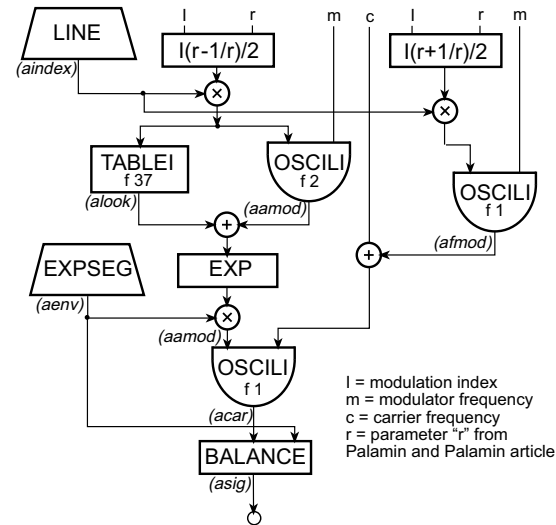 I r m c I r m
LINE
I(r-1/r)/2
I(r+1/r)/2
(aindex)
×
×
TABLEI
f 37
OSCILI
f 2
OSCILI
f 1
(alook)
(aamod)
(afmod)
+
+
EXPSEG
EXP
(aenv)
×
(aamod)
OSCILI
f 1
(acar)
BALANCE
(asig)
I = modulation index
m = modulator frequency
c = carrier frequency
r = parameter “r” from
Palamin and Palamin article